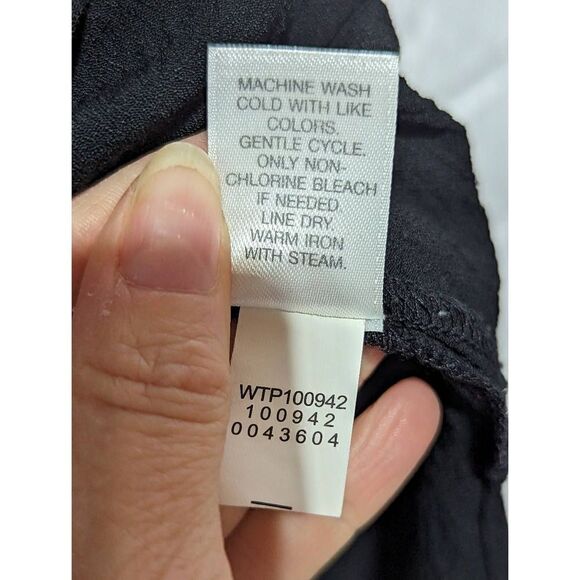 MACHINE WASH
COLD WITH LIKE
COLORS.
GENTLE CYCLE.
ONLY NON-
CHLORINE BLEACH
IF NEEDED.
LINE DRY.
WARM IRON
WITH STEAM.
WTP100942
100942
0043604